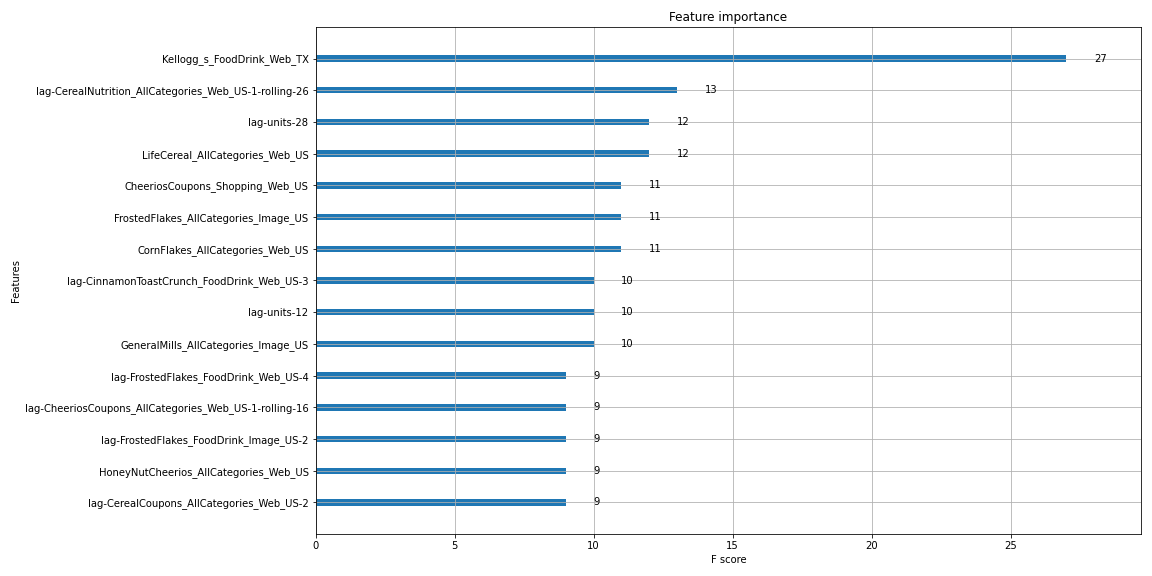 Feature importance
Kellogg_s_FoodDrink_Web_TX
27
lag-CerealNutrition_AllCategories_Web_US-1-rolling-26
13
lag-units-28
12
LifeCereal_AllCategories_Web_US
12
CheeriosCoupons_Shopping_Web_US
11
FrostedFlakes_AllCategories_Image_US
11
CornFlakes_AllCategories_Web_US
11
lag-CinnamonToastCrunch_FoodDrink_Web_US-3
10
lag-units-12
10
GeneralMills_AllCategories_Image_US
10
lag-FrostedFlakes_FoodDrink_Web_US-4
9
lag-CheeriosCoupons_AllCategories_Web_US-1-rolling-16
9
lag-FrostedFlakes_FoodDrink_Image_US-2
9
HoneyNutCheerios_AllCategories_Web_US
9
lag-CerealCoupons_AllCategories_Web_US-2
9
Features
0 5 10 15 20 25
F score